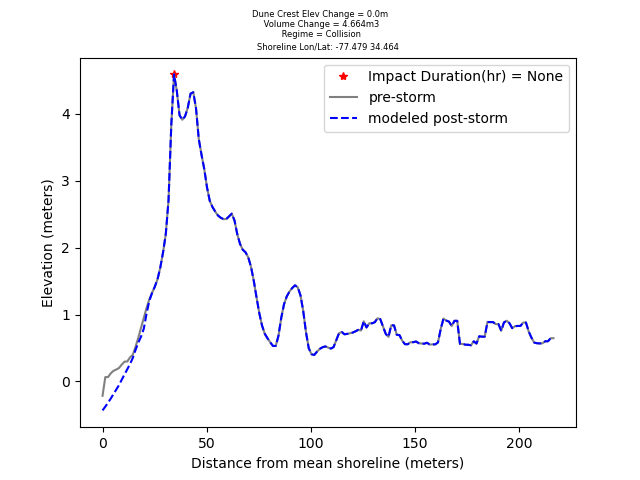 Dune Crest Elev Change = 0.0m
Volume Change = 4.664m3
Regime = Collision
Shoreline Lon/Lat: -77.479 34.464
Impact Duration(hr) = None
pre-storm
modeled post-storm
Elevation (meters)
4
3
2
1
0
0 50 100 150 200
Distance from mean shoreline (meters)